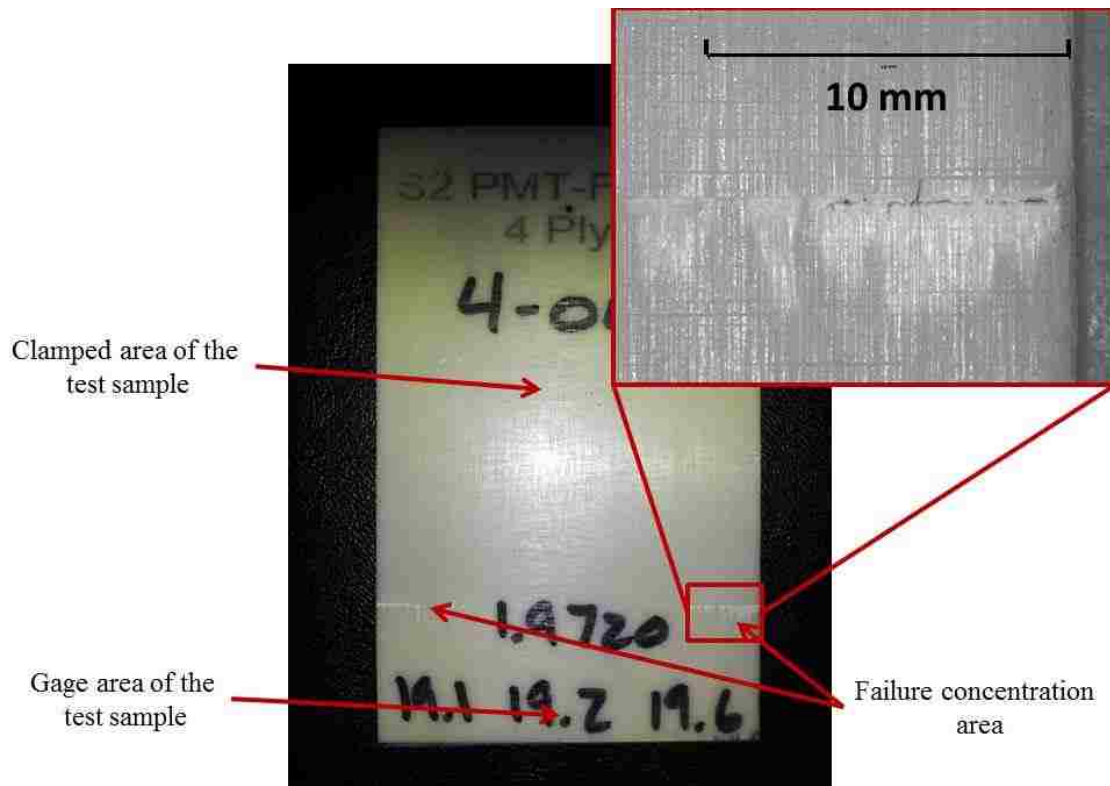 10 mm
S2 PMT-F
4 Ply
4-0
Clamped area of the
test sample
1.9720
Gage area of the
test sample
19.1 19.2 19.6
Failure concentration
area